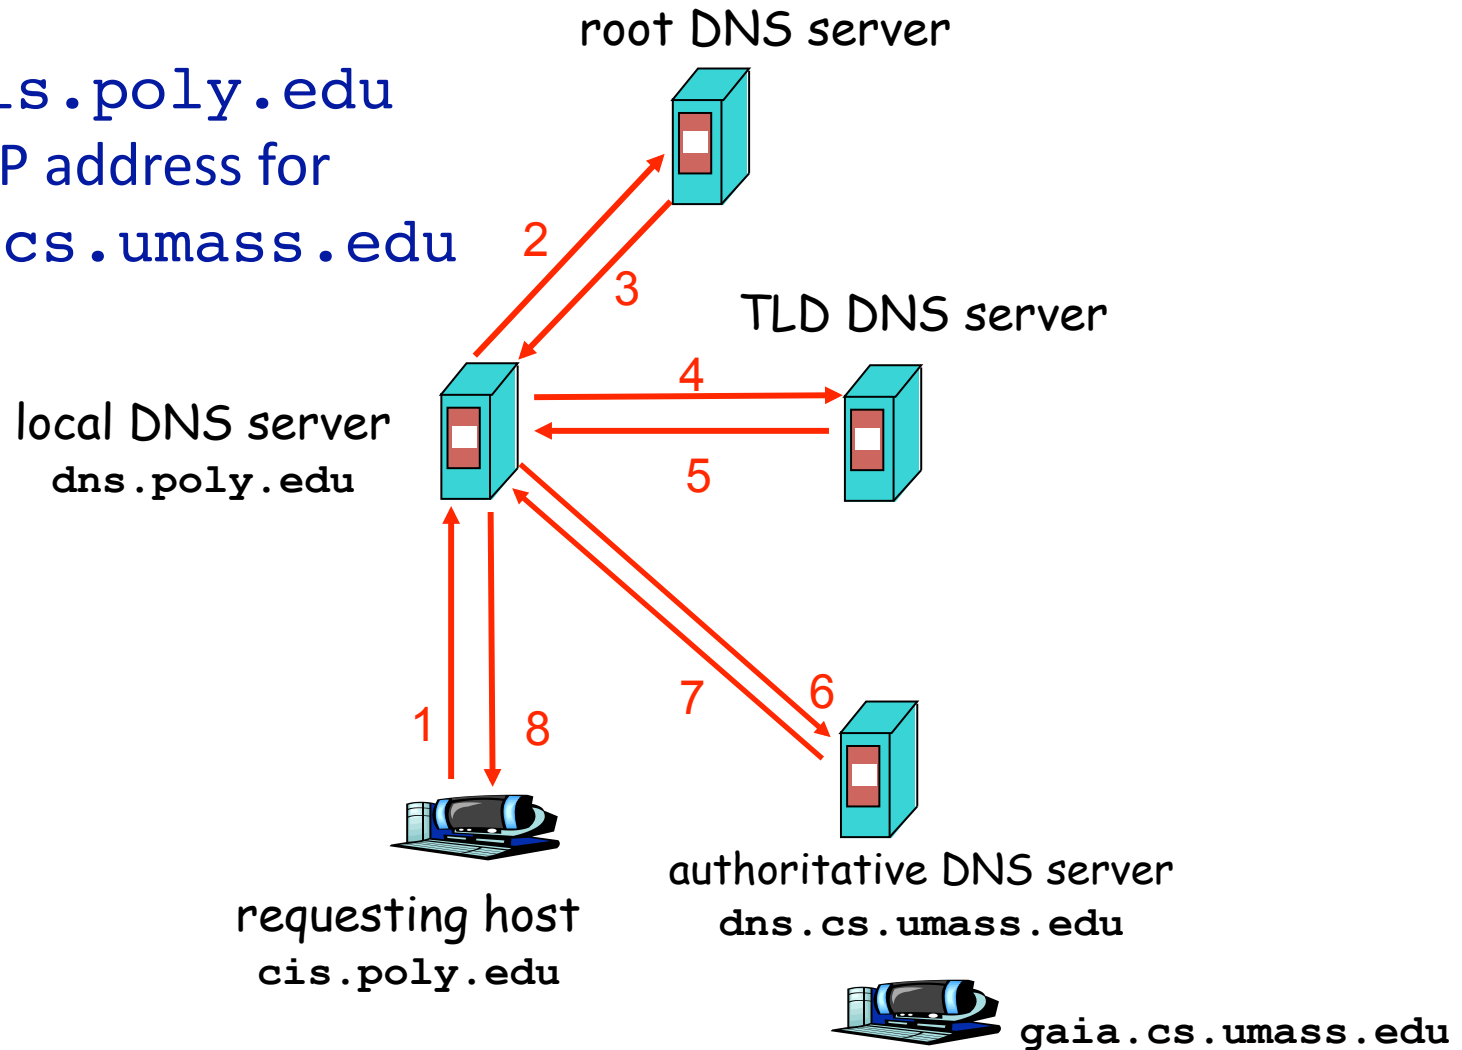 root DNS server
is.poly.edu
P address for
cs.umass.edu
2
3
TLD DNS server
4
local DNS server
dns.poly.edu
5
7
6
1
8
authoritative DNS server
requesting host
dns.cs.umass.edu
cis.poly.edu
gaia.cs.umass.edu